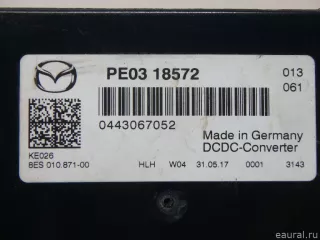 PE03 18572
013
061
0443067052
Made in Germany
DCDC-Converter
KE026
8ES 010.871-00
HLH W04 31.05.17 0001 3143
eaural.ru